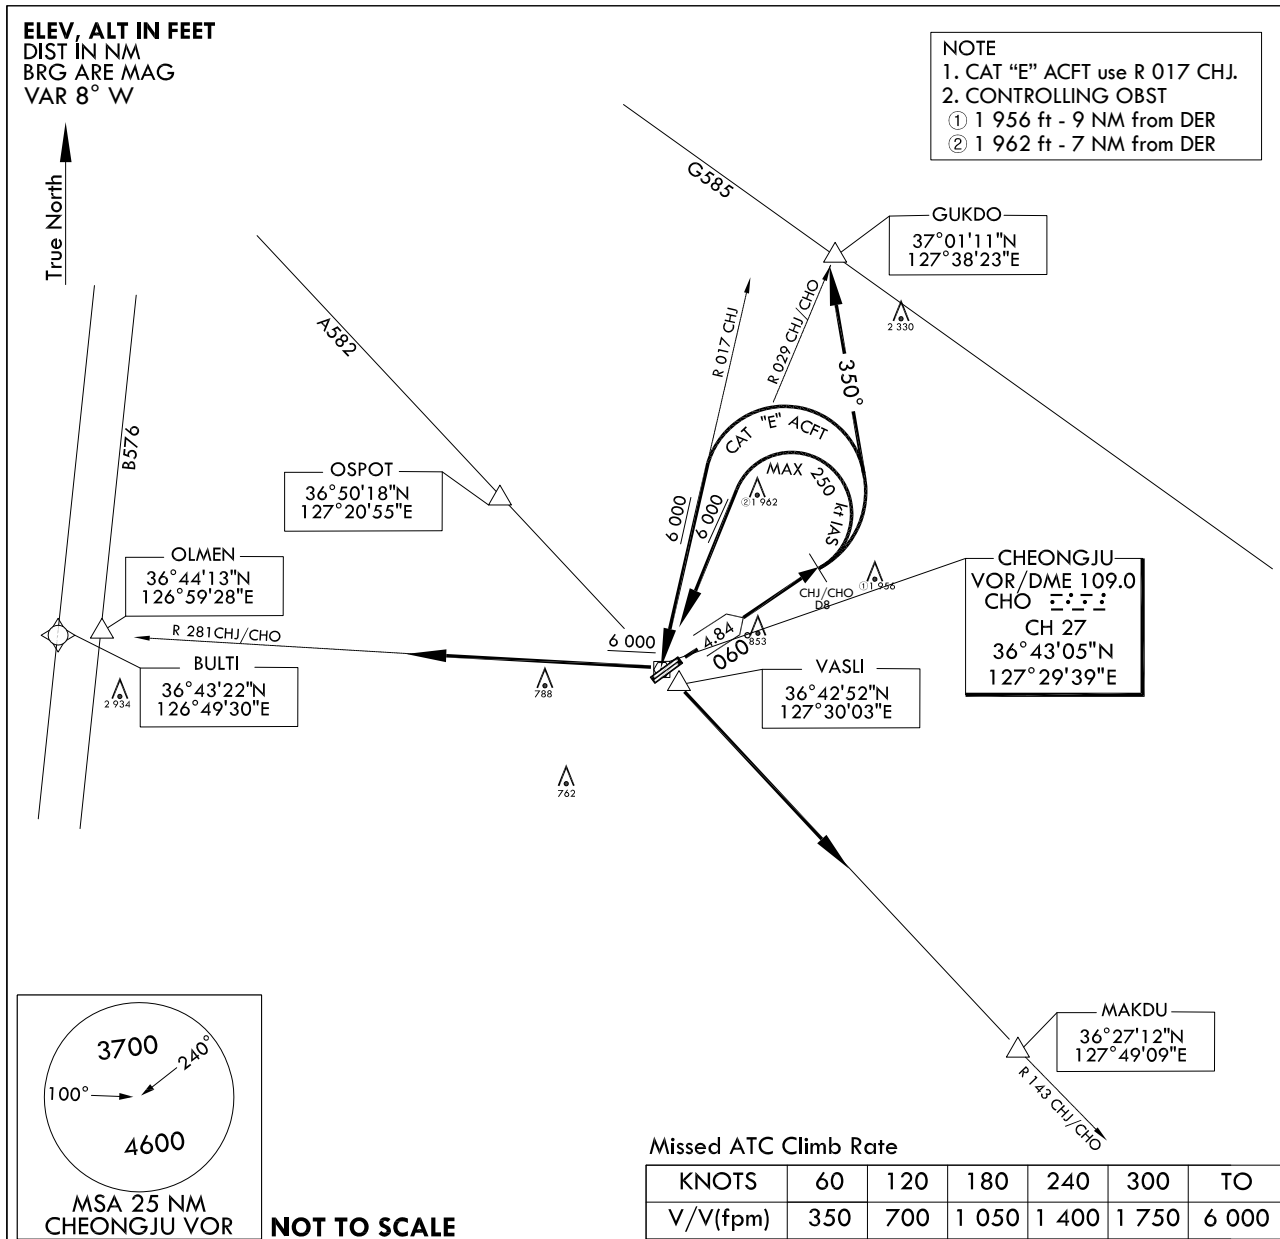 ELEV, ALT IN FEET
DIST IN NM
BRG ARE MAG
VAR 8° W
True North
NOTE
1. CAT “E” ACFT use R 017 CHJ.
2. CONTROLLING OBST
① 1 956 ft - 9 NM from DER
② 1 962 ft - 7 NM from DER
G585
GUKDO
37°01'11"N
127°38'23"E
2 330
A582
B576
R 017 CHJ
R 029 CHJ/CHO
350°
CAT "E" ACFT
MAX 250 kt IAS
6 000
6 000
②1 962
OSPOT
36°50'18"N
127°20'55"E
OLMEN
36°44'13"N
126°59'28"E
CHJ/CHO
D8
①1 956
CHEONGJU
VOR/DME 109.0
CHO
CH 27
36°43'05"N
127°29'39"E
R 281CHJ/CHO
6 000
4.84
060°
853
BULTI
36°43'22"N
126°49'30"E
2 934
788
VASLI
36°42'52"N
127°30'03"E
762
MAKDU
36°27'12"N
127°49'09"E
R 143 CHJ/CHO
3700
240°
100°
4600
MSA 25 NM
CHEONGJU VOR
NOT TO SCALE
Missed ATC Climb Rate
KNOTS 60 120 180 240 300 TO
V/V(fpm) 350 700 1 050 1 400 1 750 6 000